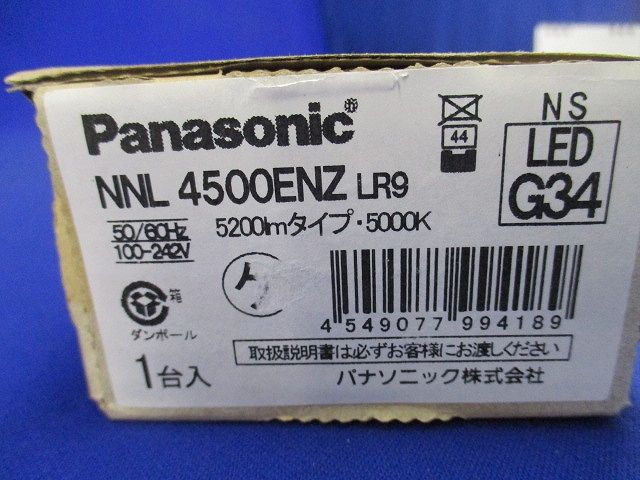 Panasonic®
NNL 4500ENZ LR9
5200lmタイプ・5000K
50/60Hz
100-242V
44
NS
LED
G34
箱
ダンボール
1台入
4 549077 994189
取扱説明書は必ずお客様にお渡しください
パナソニック株式会社